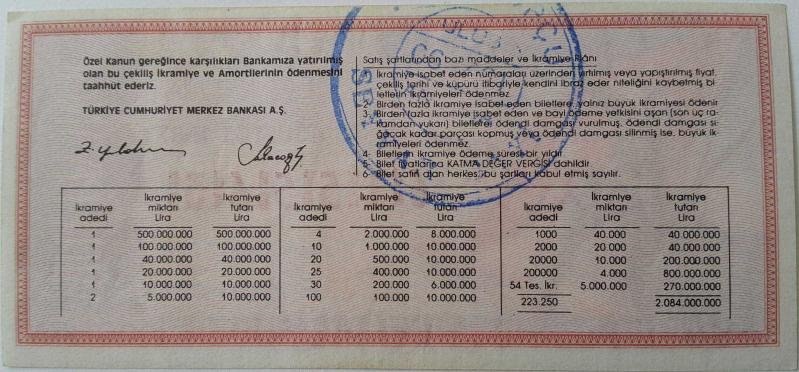 Özel Kanun gereğince karşılıkları Bankamıza yatırılmış
olan bu çekiliş İkramiye ve Amortilerinin ödenmesini
taahhüt ederiz.
TÜRKİYE CUMHURİYET MERKEZ BANKASI A.Ş.
Satış şartlarından bazı maddeler ve İkramiye Planı
1- İkramiye isabet eden numaraları üzerinden yırtılmış veya yapıştırılmış fiyat,
çekiliş tarihi ve kupuru itibariyle kendini ibraz eder niteliğini kaybetmiş bi-
letlerin ikramiyeleri ödenmez.
2- Birden fazla ikramiye isabet eden biletlere yalnız büyük ikramiyesi ödenir
3- Birden fazla ikramiye isabet eden ve bayi ödeme yetkisini aşan (son üç ra-
kamdan yukarı) biletlere ödendi damgası vurulmuş, ödendi damgası sı-
ğacak kadar parçası kopmuş veya ödendi damgası silinmiş ise, büyük ik-
ramiyeleri ödenmez.
4- Biletlerin ikramiye ödeme süresi bir yıldır.
5- Bilet fiyatlarına KATMA DEĞER VERGİSİ dahildir.
6- Bilet satın alan herkes, bu şartları kabul etmiş sayılır.
İkramiye adedi İkramiye miktarı Lira İkramiye tutarı Lira
1 500.000.000 500.000.000
1 100.000.000 100.000.000
1 40.000.000 40.000.000
1 20.000.000 20.000.000
1 10.000.000 10.000.000
2 5.000.000 10.000.000
İkramiye adedi İkramiye miktarı Lira İkramiye tutarı Lira
4 2.000.000 8.000.000
10 1.000.000 10.000.000
20 500.000 10.000.000
25 400.000 10.000.000
30 200.000 6.000.000
100 100.000 10.000.000
İkramiye adedi İkramiye miktarı Lira İkramiye tutarı Lira
1000 40.000 40.000.000
2000 20.000 40.000.000
20000 10.000 200.000.000
200000 4.000 800.000.000
54 Tes. İkr. 5.000.000 270.000.000
223.250 2.084.000.000